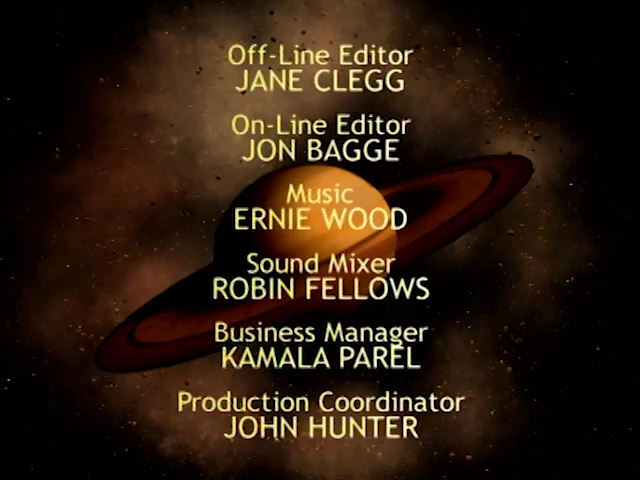 Off-Line Editor
JANE CLEGG
On-Line Editor
JON BAGGE
Music
ERNIE WOOD
Sound Mixer
ROBIN FELLOWS
Business Manager
KAMALA PAREL
Production Coordinator
JOHN HUNTER